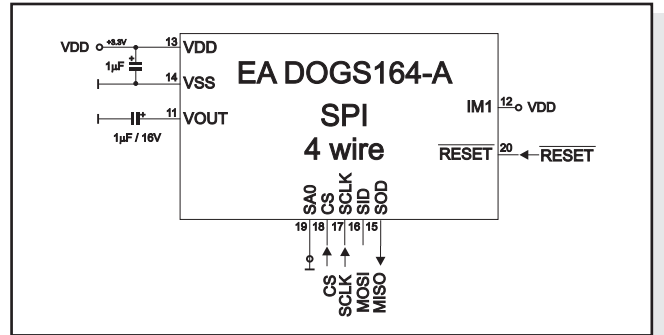 VDD +3.3V 13 VDD
1µF
14 VSS
11 VOUT
1µF / 16V
EA DOGS164-A
SPI
4 wire
IM1 12 VDD
RESET 20 RESET
SA0 CS SCLK SID SOD
19 18 17 16 15
CS SCLK MOSI MISO